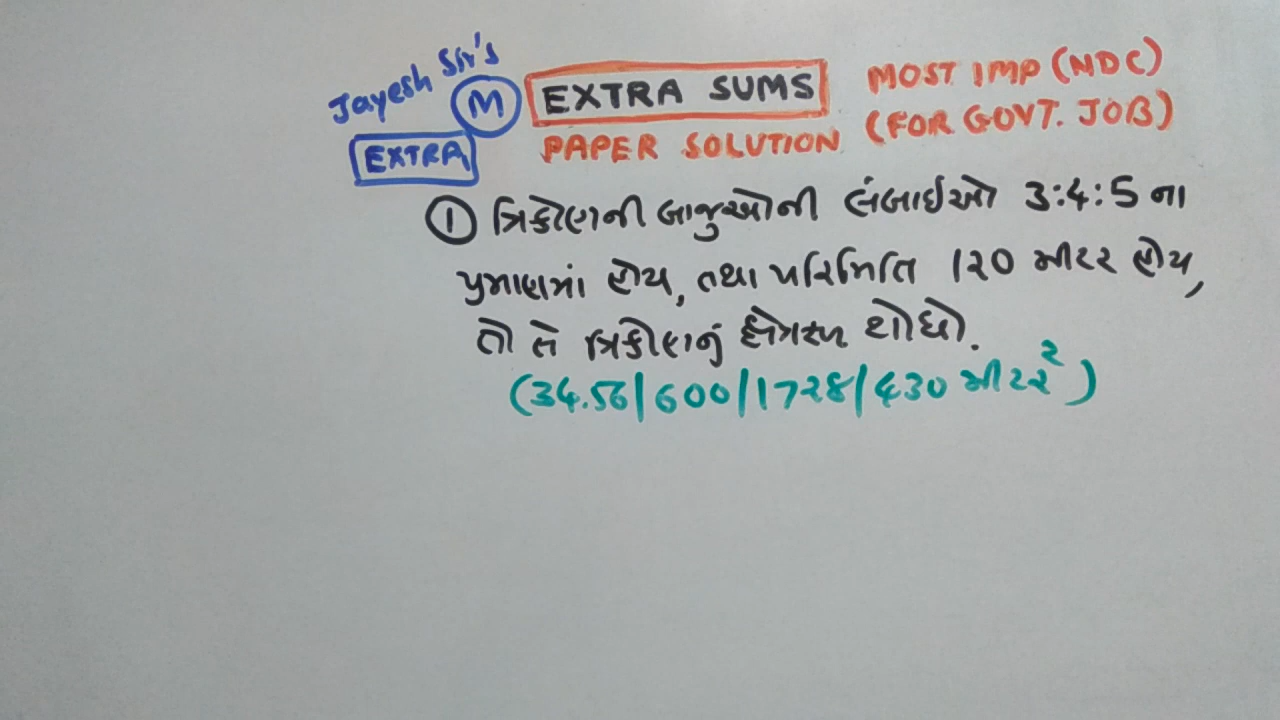 Jayesh Sir's
M
EXTRA
EXTRA SUMS
PAPER SOLUTION
MOST IMP (NDC)
(FOR GOVT. JOB)
① ત્રિકોણની બાજુઓની લંબાઈઓ 3:4:5 ના
પ્રમાણમાં હોય, તથા પરિમિતિ 120 મીટર હોય,
તો તે ત્રિકોણનું ક્ષેત્રફળ શોધો.
(34.56/600/1728/430 મીટર²)